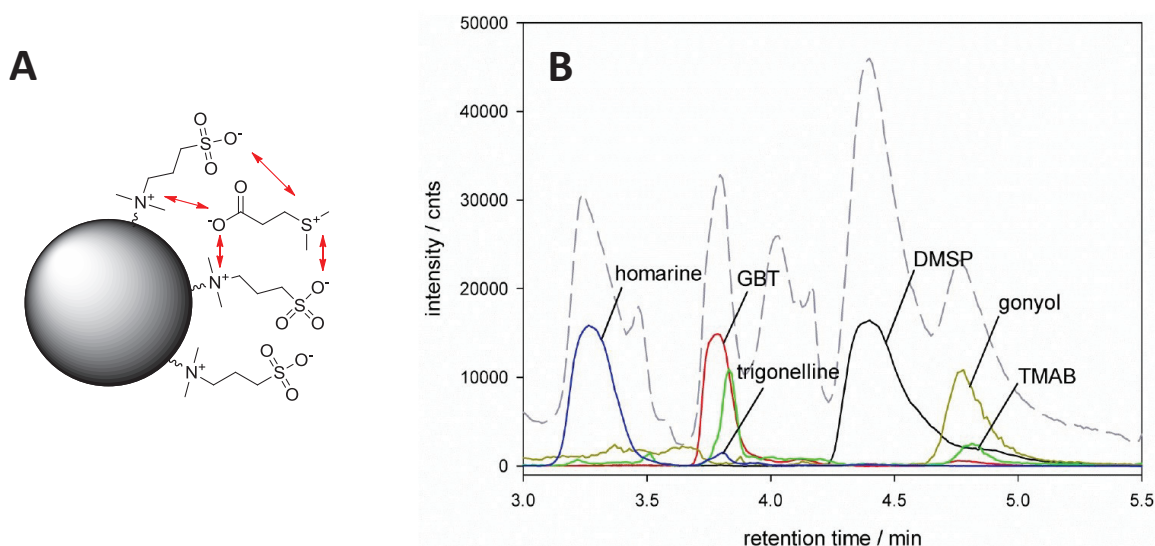 A
O
S
O⁻
O
N⁺
O
⁻O
S⁺
N⁺
O⁻
S
O
O
N⁺
O
S
O⁻
O
B
50000
40000
30000
20000
10000
0
intensity / cnts
homarine
GBT
trigonelline
DMSP
gonyol
TMAB
3.0 3.5 4.0 4.5 5.0 5.5
retention time / min